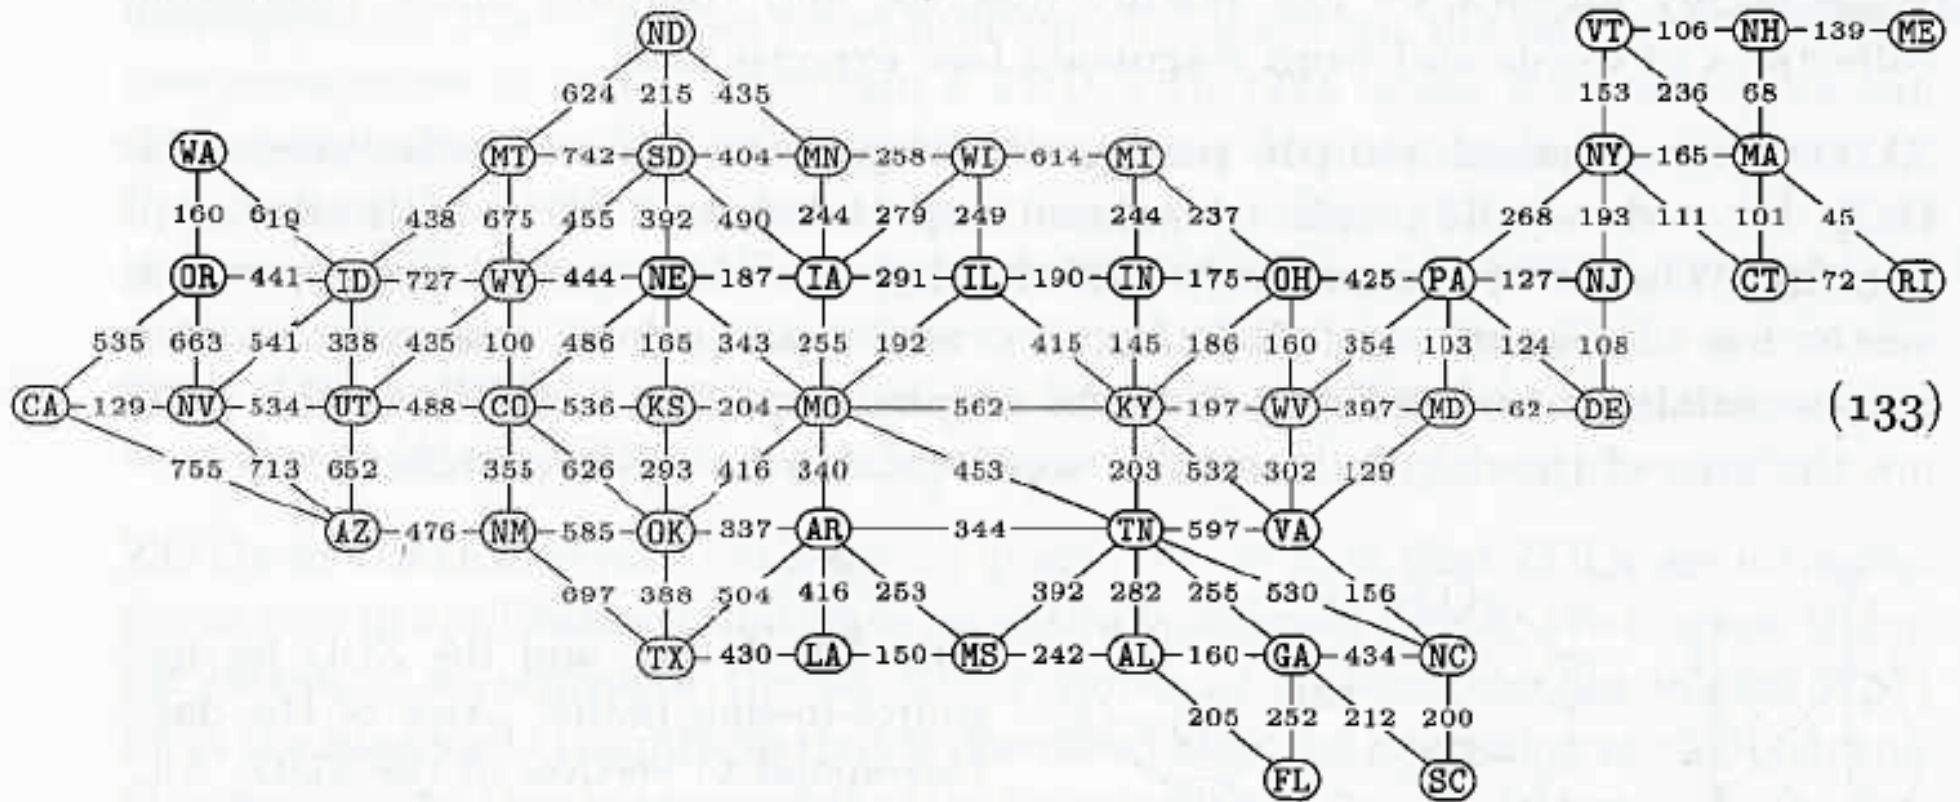 ND VT 106 NH 139 ME
624 215 435 153 236 68
WA MT 742 SD 404 MN 258 WI 614 MI NY 165 MA
160 619 438 675 455 392 490 244 279 249 244 237 268 193 111 101 45
OR 441 ID 727 WY 444 NE 187 IA 291 IL 190 IN 175 OH 425 PA 127 NJ CT 72 RI
535 663 541 338 435 100 486 165 343 255 192 415 145 186 160 354 103 124 108
CA 129 NV 534 UT 488 CO 536 KS 204 MO 562 KY 197 WV 397 MD 62 DE (133)
755 713 652 355 626 293 416 340 453 203 532 302 129
AZ 476 NM 585 OK 337 AR 344 TN 597 VA
697 388 504 416 253 392 282 255 530 156
TX 430 LA 150 MS 242 AL 160 GA 434 NC
205 252 212 200
FL SC